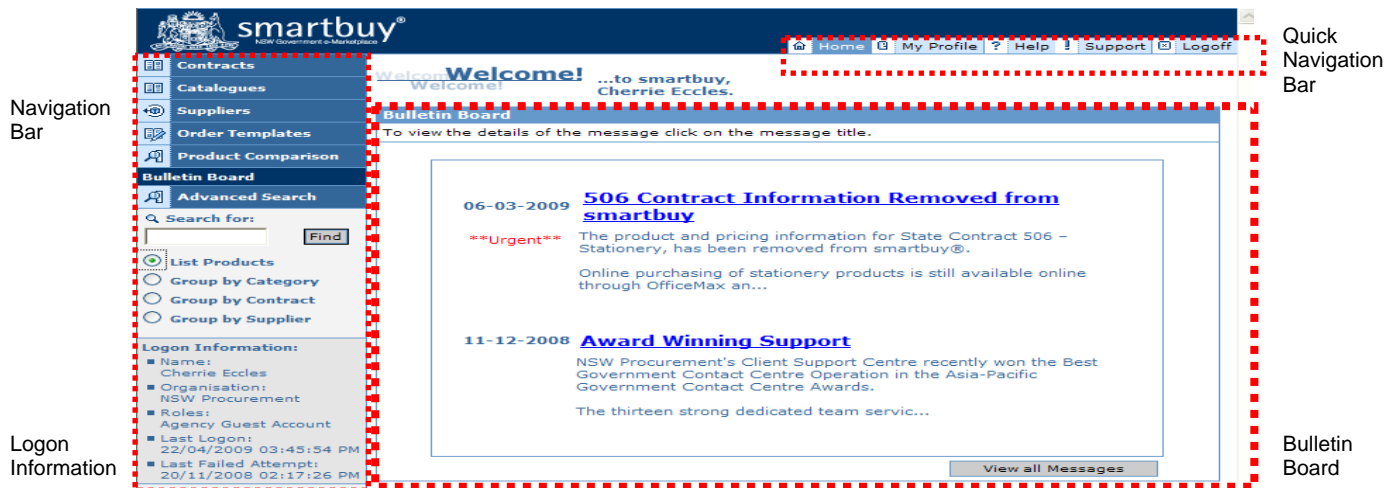 smartbuy®
NSW Government e-Marketplace
Home
My Profile
? Help
! Support
Logoff
Quick
Navigation
Bar
Navigation
Bar
Contracts
Catalogues
Suppliers
Order Templates
Product Comparison
Bulletin Board
Advanced Search
Search for:
Find
List Products
Group by Category
Group by Contract
Group by Supplier
Logon Information:
Name:
Cherrie Eccles
Organisation:
NSW Procurement
Roles:
Agency Guest Account
Last Logon:
22/04/2009 03:45:54 PM
Last Failed Attempt:
20/11/2008 02:17:26 PM
Logon
Information
Welcome Welcome! ...to smartbuy,
Welcome! Cherrie Eccles.
Bulletin Board
To view the details of the message click on the message title.
06-03-2009 506 Contract Information Removed from
smartbuy
**Urgent** The product and pricing information for State Contract 506 –
Stationery, has been removed from smartbuy®.
Online purchasing of stationery products is still available online
through OfficeMax an...
11-12-2008 Award Winning Support
NSW Procurement's Client Support Centre recently won the Best
Government Contact Centre Operation in the Asia-Pacific
Government Contact Centre Awards.
The thirteen strong dedicated team servic...
View all Messages
Bulletin
Board